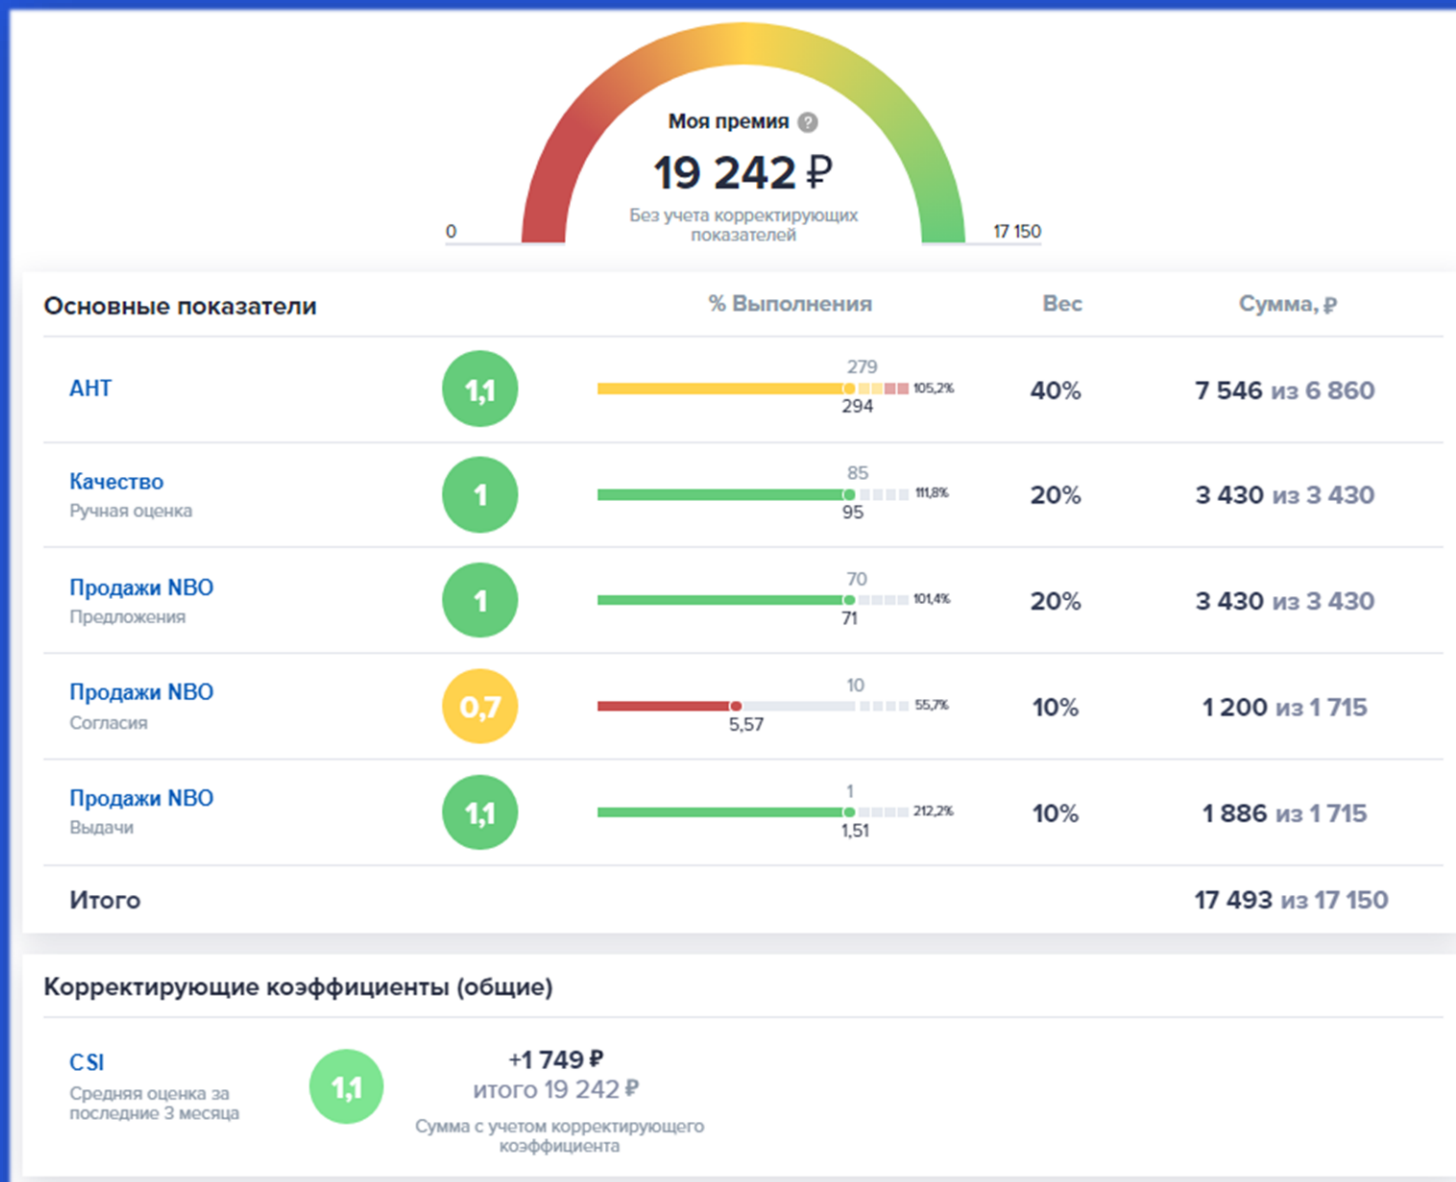 Моя премия ?
19 242 ₽
Без учета корректирующих
показателей
0
17 150
Основные показатели
% Выполнения
Вес
Сумма, ₽
АНТ
1,1
279
105,2%
294
40%
7 546 из 6 860
Качество
Ручная оценка
1
85
111,8%
95
20%
3 430 из 3 430
Продажи NBO
Предложения
1
70
101,4%
71
20%
3 430 из 3 430
Продажи NBO
Согласия
0,7
10
55,7%
5,57
10%
1 200 из 1 715
Продажи NBO
Выдачи
1,1
1
212,2%
1,51
10%
1 886 из 1 715
Итого
17 493 из 17 150
Корректирующие коэффициенты (общие)
CSI
Средняя оценка за
последние 3 месяца
1,1
+1 749 ₽
итого 19 242 ₽
Сумма с учетом корректирующего
коэффициента